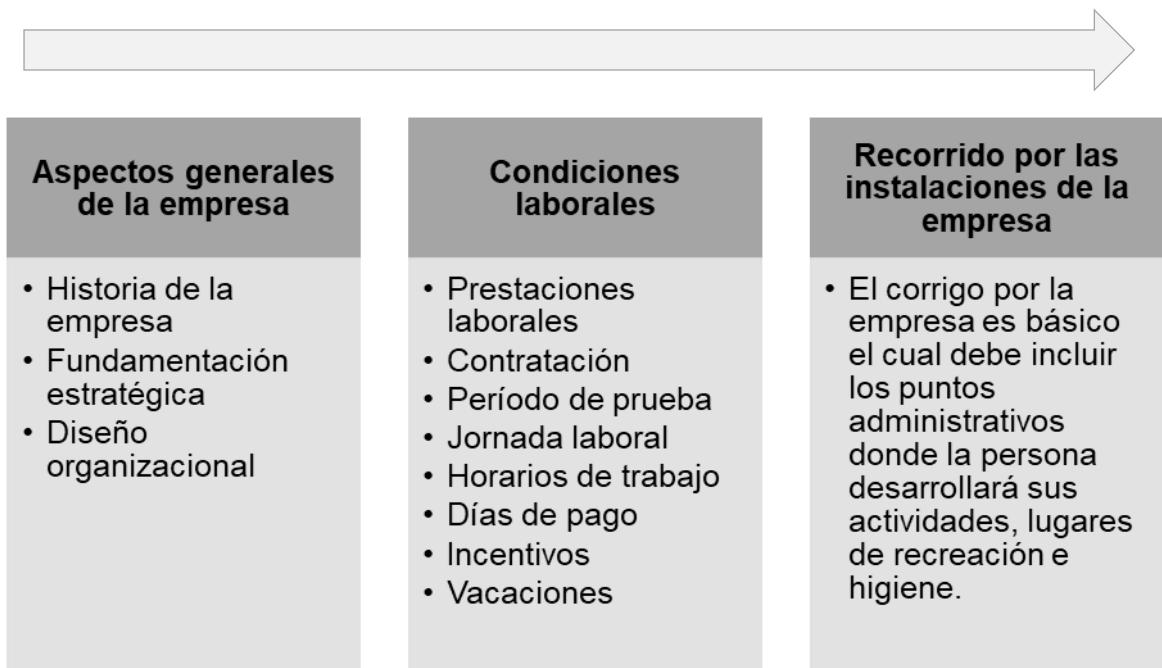 Aspectos generales
de la empresa
• Historia de la
empresa
• Fundamentación
estratégica
• Diseño
organizacional
Condiciones
laborales
• Prestaciones
laborales
• Contratación
• Período de prueba
• Jornada laboral
• Horarios de trabajo
• Días de pago
• Incentivos
• Vacaciones
Recorrido por las
instalaciones de la
empresa
• El corrigo por la
empresa es básico
el cual debe incluir
los puntos
administrativos
donde la persona
desarrollará sus
actividades, lugares
de recreación e
higiene.